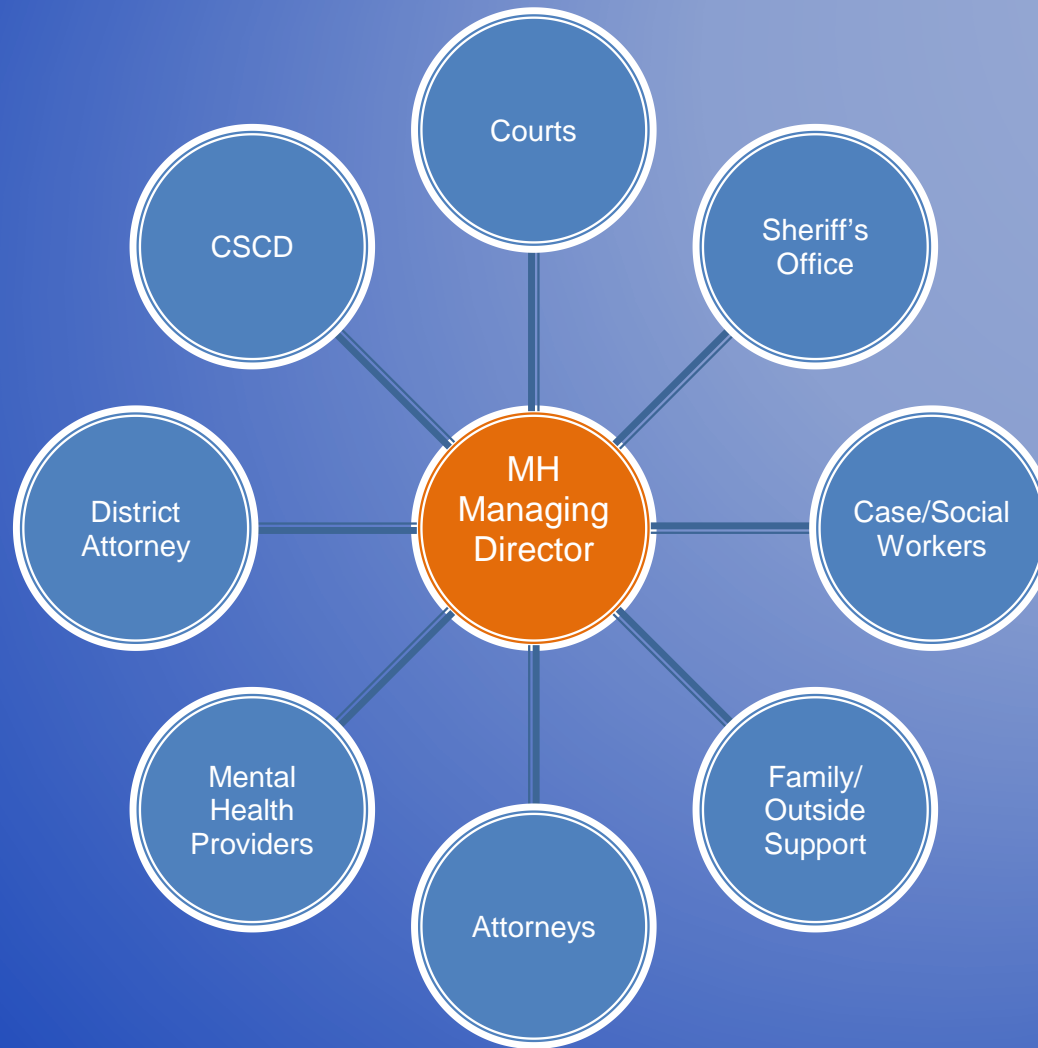 Courts
CSCD
Sheriff’s
Office
MH
Managing
Director
District
Attorney
Case/Social
Workers
Mental
Health
Providers
Family/
Outside
Support
Attorneys